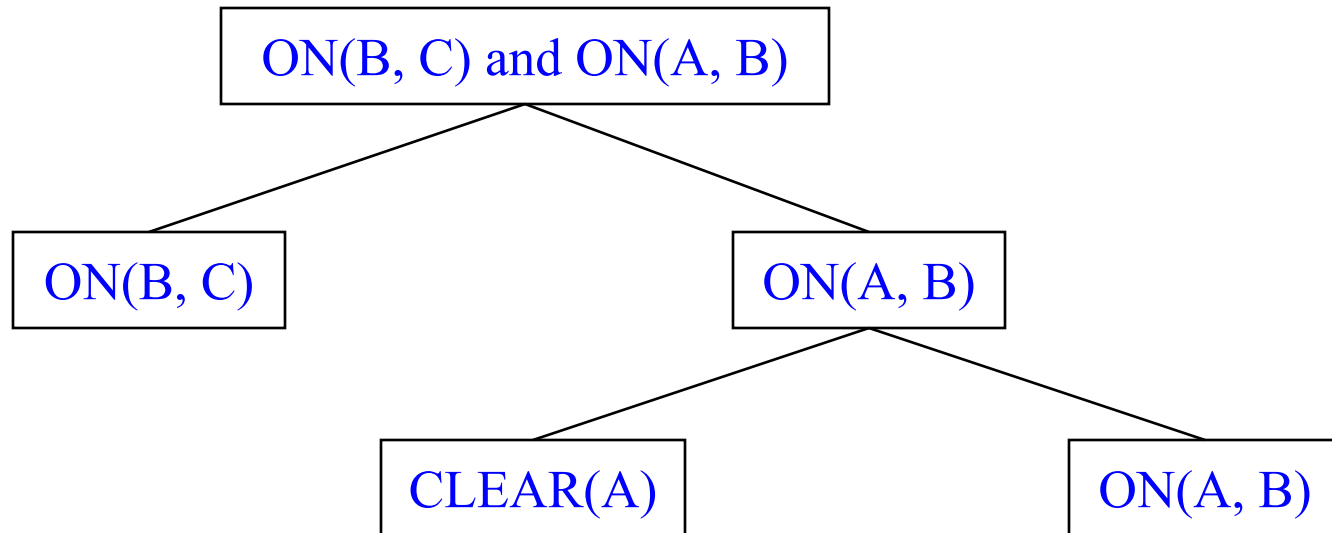 ON(B, C) and ON(A, B)
ON(B, C)
ON(A, B)
CLEAR(A)
ON(A, B)